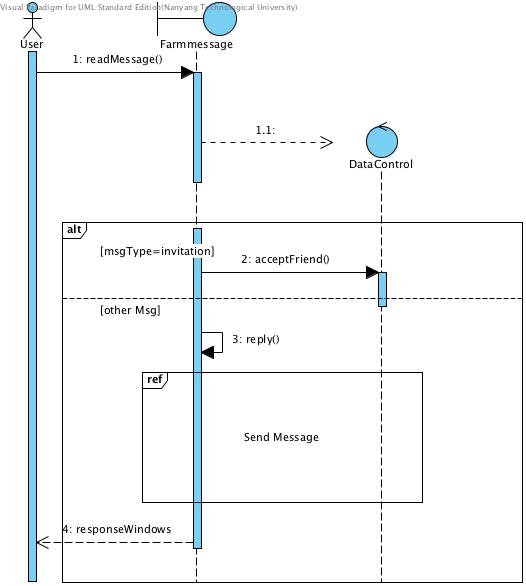 Visual Paradigm for UML Standard Edition(Nanyang Technological University)
User
Farmmessage
1: readMessage()
1.1:
DataControl
alt
[msgType=invitation]
2: acceptFriend()
[other Msg]
3: reply()
ref
Send Message
4: responseWindows